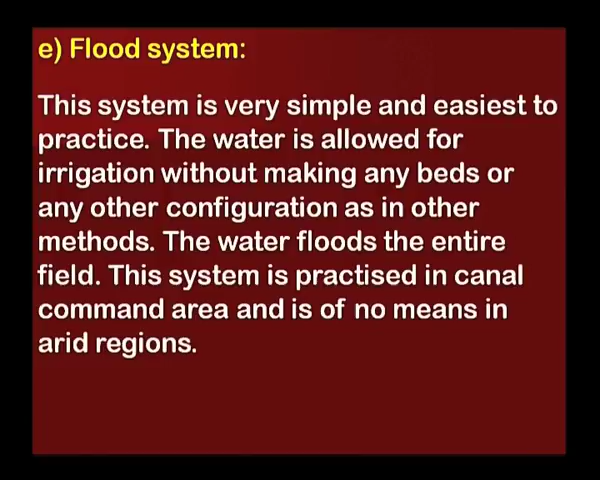 e) Flood system:
This system is very simple and easiest to
practice. The water is allowed for
irrigation without making any beds or
any other configuration as in other
methods. The water floods the entire
field. This system is practised in canal
command area and is of no means in
arid regions.